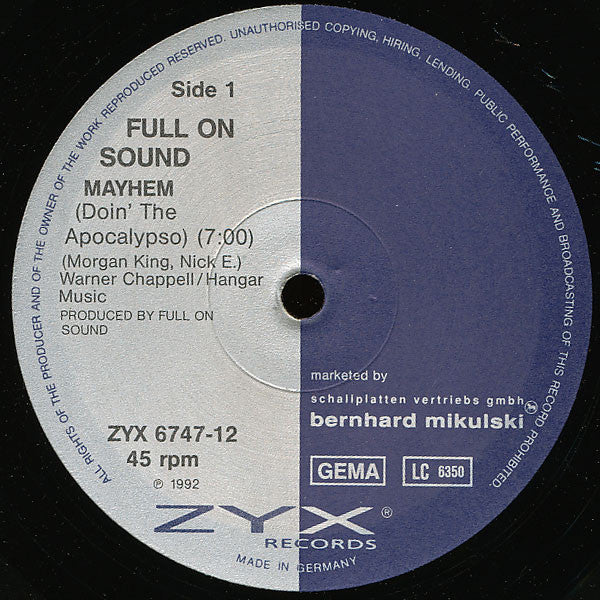 ALL RIGHTS OF THE PRODUCER AND OF THE OWNER OF THE WORK REPRODUCED RESERVED. UNAUTHORISED COPYING, HIRING, LENDING, PUBLIC PERFORMANCE AND BROADCASTING OF THIS RECORD PROHIBITED.
Side 1
FULL ON
SOUND
MAYHEM
(Doin' The
Apocalypso) (7:00)
(Morgan King, Nick E.)
Warner Chappell/Hangar
Music
PRODUCED BY FULL ON
SOUND
marketed by
schallplatten vertriebs gmbh
bernhard mikulski
ZYX 6747-12
45 rpm
℗ 1992
GEMA
LC 6350
ZYX®
RECORDS
MADE IN GERMANY